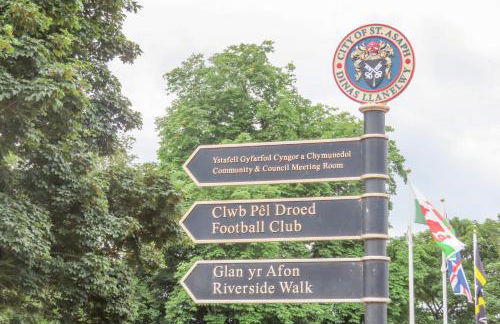 CITY OF ST. ASAPH
DINAS LLANELWY
Ystafell Gyfarfod Cyngor a Chymunedol
Community & Council Meeting Room
Clwb Pêl Droed
Football Club
Glan yr Afon
Riverside Walk